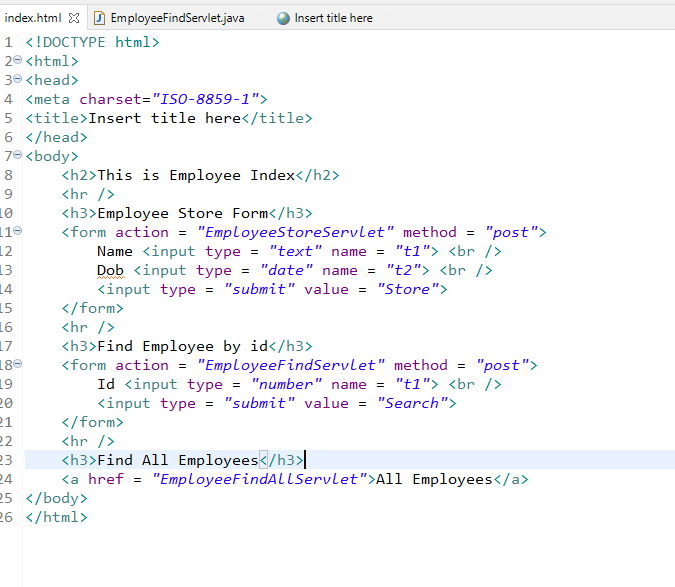 index.html EmployeeFindServlet.java Insert title here
1 <!DOCTYPE html>
2 <html>
3 <head>
4 <meta charset="ISO-8859-1">
5 <title>Insert title here</title>
6 </head>
7 <body>
8 <h2>This is Employee Index</h2>
9 <hr />
10 <h3>Employee Store Form</h3>
11 <form action = "EmployeeStoreServlet" method = "post">
12 Name <input type = "text" name = "t1"> <br />
13 Dob <input type = "date" name = "t2"> <br />
14 <input type = "submit" value = "Store">
15 </form>
16 <hr />
17 <h3>Find Employee by id</h3>
18 <form action = "EmployeeFindServlet" method = "post">
19 Id <input type = "number" name = "t1"> <br />
20 <input type = "submit" value = "Search">
21 </form>
22 <hr />
23 <h3>Find All Employees</h3>
24 <a href = "EmployeeFindAllServlet">All Employees</a>
25 </body>
26 </html>